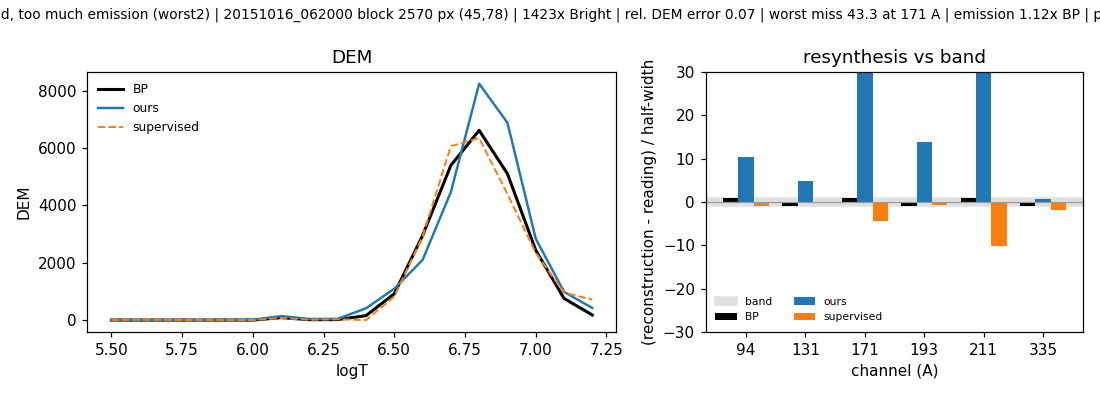 d, too much emission (worst2) | 20151016_062000 block 2570 px (45,78) | 1423x Bright | rel. DEM error 0.07 | worst miss 43.3 at 171 A | emission 1.12x BP | p
DEM
resynthesis vs band
BP
ours
supervised
8000
6000
4000
2000
0
DEM
5.50 5.75 6.00 6.25 6.50 6.75 7.00 7.25
logT
(reconstruction - reading) / half-width
30
20
10
0
−10
−20
−30
band
BP
ours
supervised
94 131 171 193 211 335
channel (A)